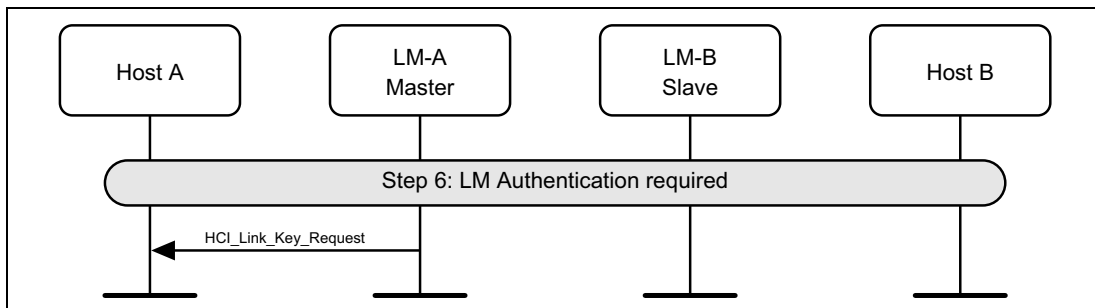 Host A
LM-A
Master
LM-B
Slave
Host B
Step 6: LM Authentication required
HCI_Link_Key_Request